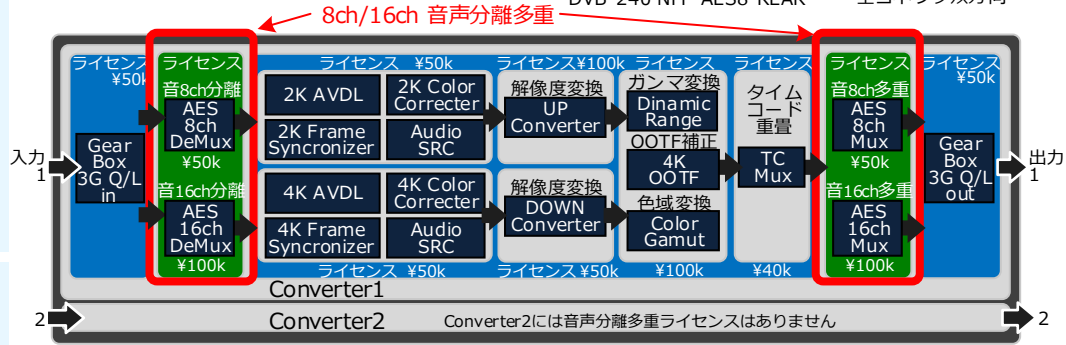 8ch/16ch 音声分離多重
ライセンス
¥50k
Gear
Box
3G Q/L
in
入力
1
ライセンス
音8ch分離
AES
8ch
DeMux
¥50k
音16ch分離
AES
16ch
DeMux
¥100k
ライセンス ¥50k
2K AVDL
2K Color
Correcter
2K Frame
Syncronizer
Audio
SRC
4K AVDL
4K Color
Correcter
4K Frame
Syncronizer
Audio
SRC
ライセンス ¥50k
ライセンス¥100k
解像度変換
UP
Converter
解像度変換
DOWN
Converter
ライセンス ¥50k
ライセンス
ガンマ変換
Dinamic
Range
OOTF補正
4K
OOTF
色域変換
Color
Gamut
¥100k
ライセンス
タイム
コード
重畳
TC
Mux
¥40k
ライセンス
音8ch多重
AES
8ch
Mux
¥50k
音16ch多重
AES
16ch
Mux
¥100k
ライセンス
¥50k
Gear
Box
3G Q/L
out
出力
1
Converter1
2
Converter2
Converter2には音声分離多重ライセンスはありません
2